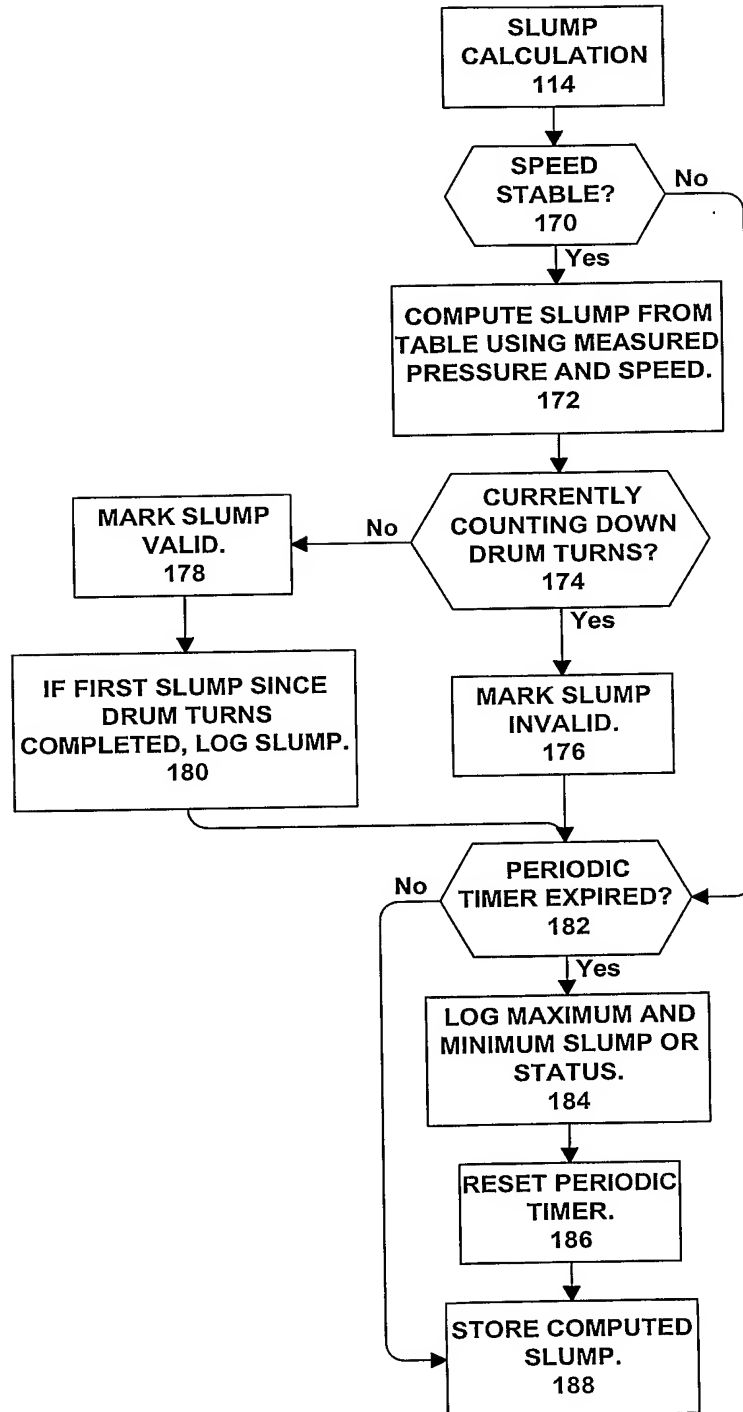 SLUMP
CALCULATION
114
SPEED
STABLE?
170
No
Yes
COMPUTE SLUMP FROM
TABLE USING MEASURED
PRESSURE AND SPEED.
172
CURRENTLY
COUNTING DOWN
DRUM TURNS?
174
No
MARK SLUMP
VALID.
178
Yes
IF FIRST SLUMP SINCE
DRUM TURNS
COMPLETED, LOG SLUMP.
180
MARK SLUMP
INVALID.
176
PERIODIC
TIMER EXPIRED?
182
No
Yes
LOG MAXIMUM AND
MINIMUM SLUMP OR
STATUS.
184
RESET PERIODIC
TIMER.
186
STORE COMPUTED
SLUMP.
188